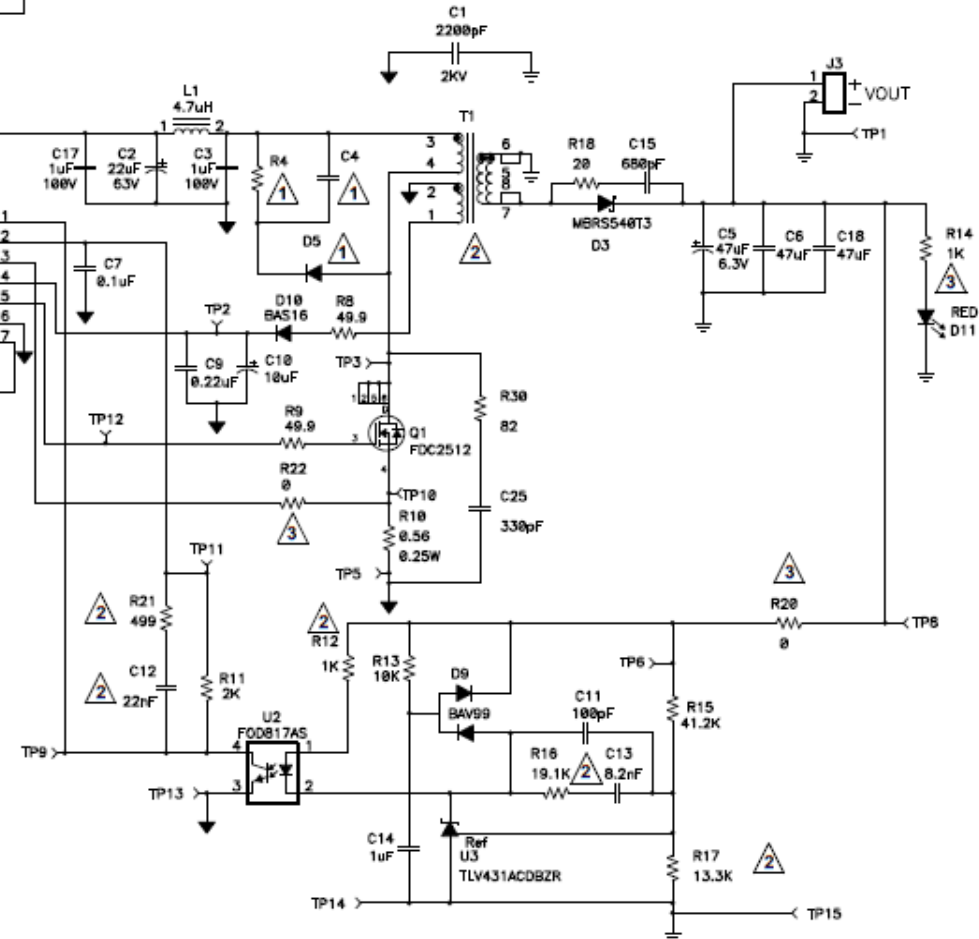 C1
2200pF
2KV
J3
1
2
+
−
VOUT
TP1
L1
4.7uH
1
2
C17
1uF
100V
C2
22uF
63V
C3
1uF
100V
R4
1
C4
1
T1
3
4
2
1
6
5
8
7
2
R18
20
C15
680pF
MBRS540T3
D3
C5
47uF
6.3V
C6
47uF
C18
47uF
R14
1K
3
RED
D11
1
2
3
4
5
6
7
C7
0.1uF
D5
1
TP2
D10
BAS16
R8
49.9
C9
0.22uF
C10
10uF
TP3
1
2
5
6
D
3
4
Q1
FDC2512
R30
82
TP12
R9
49.9
R22
0
3
TP10
R10
0.56
0.25W
C25
330pF
TP5
TP11
R21
499
2
C12
22nF
2
R11
2K
2
R12
1K
R13
10K
3
R20
0
TP8
TP6
D9
BAV99
C11
100pF
R15
41.2K
U2
FOD817AS
4
1
3
2
TP9
TP13
R16
19.1K
2
C13
8.2nF
C14
1uF
Ref
U3
TLV431ACDBZR
R17
13.3K
2
TP14
TP15